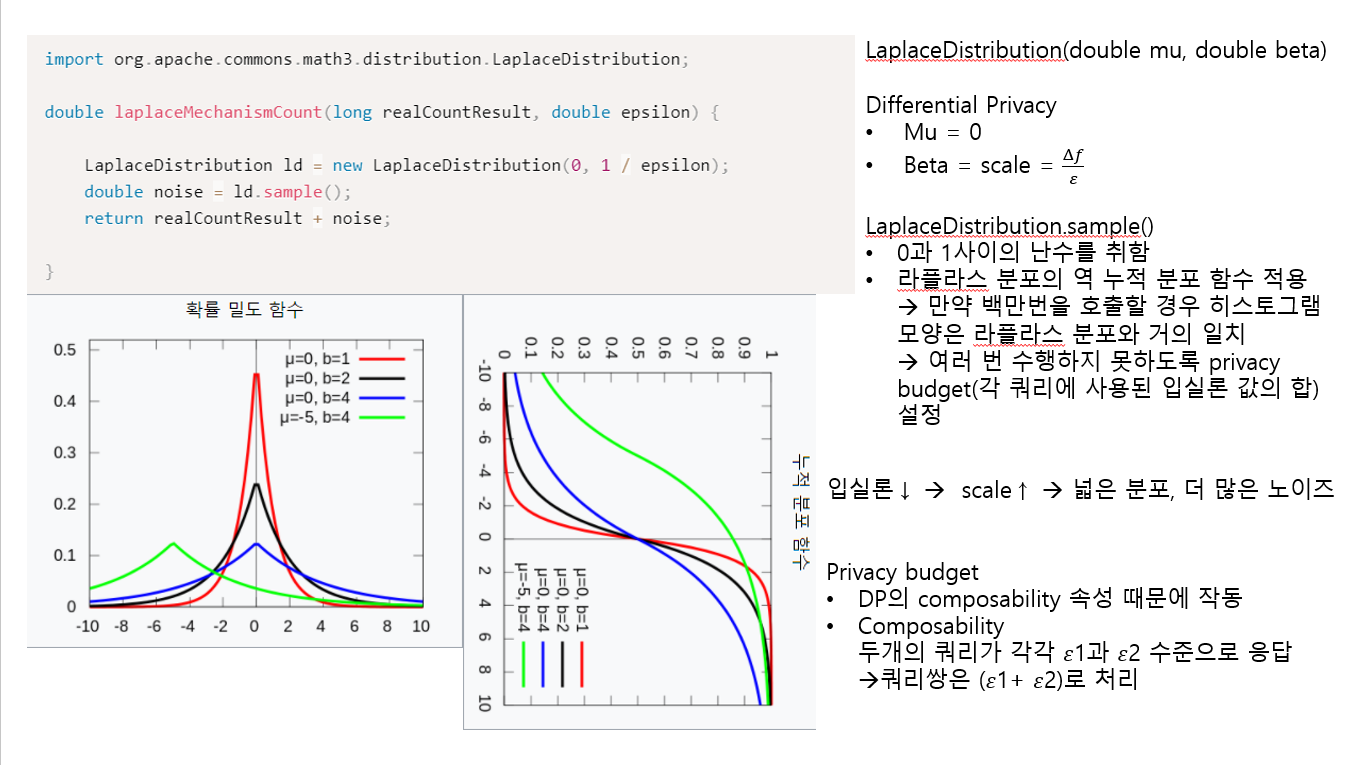 import org.apache.commons.math3.distribution.LaplaceDistribution;
double laplaceMechanismCount(long realCountResult, double epsilon) {
LaplaceDistribution ld = new LaplaceDistribution(0, 1 / epsilon);
double noise = ld.sample();
return realCountResult + noise;
}
확률 밀도 함수
0.5
0.4
0.3
0.2
0.1
0
-10 -8 -6 -4 -2 0 2 4 6 8 10
μ=0, b=1
μ=0, b=2
μ=0, b=4
μ=-5, b=4
누적 분포 함수
1
0.9
0.8
0.7
0.6
0.5
0.4
0.3
0.2
0.1
0
-10 -8 -6 -4 -2 0 2 4 6 8 10
μ=0, b=1
μ=0, b=2
μ=0, b=4
μ=-5, b=4
LaplaceDistribution(double mu, double beta)
Differential Privacy
• Mu = 0
• Beta = scale = Δf/ε
LaplaceDistribution.sample()
• 0과 1사이의 난수를 취함
• 라플라스 분포의 역 누적 분포 함수 적용
→ 만약 백만번을 호출할 경우 히스토그램
모양은 라플라스 분포와 거의 일치
→ 여러 번 수행하지 못하도록 privacy
budget(각 쿼리에 사용된 입실론 값의 합)
설정
입실론↓ → scale↑ → 넓은 분포, 더 많은 노이즈
Privacy budget
• DP의 composability 속성 때문에 작동
• Composability
두개의 쿼리가 각각 ε1과 ε2 수준으로 응답
→쿼리쌍은 (ε1+ ε2)로 처리